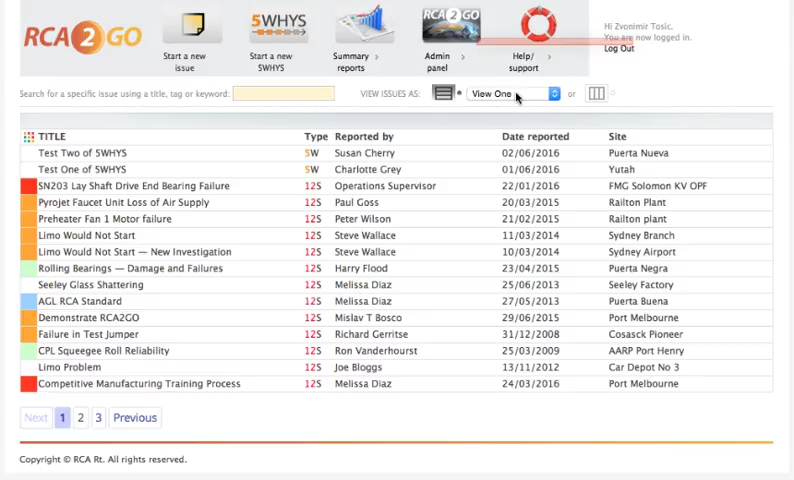 RCA2GO
Start a new issue
5WHYS
Start a new 5WHYS
Summary reports
RCA2GO
Admin panel
Help/ support
Hi Zvonimir Tosic.
You are now logged in.
Log Out
Search for a specific issue using a title, tag or keyword:
VIEW ISSUES AS:
View One
or
TITLE Type Reported by Date reported Site
Test Two of 5WHYS 5W Susan Cherry 02/06/2016 Puerta Nueva
Test One of 5WHYS 5W Charlotte Grey 01/06/2016 Yutah
SN203 Lay Shaft Drive End Bearing Failure 12S Operations Supervisor 22/01/2016 FMG Solomon KV OPF
Pyrojet Faucet Unit Loss of Air Supply 12S Paul Goss 20/03/2015 Railton Plant
Preheater Fan 1 Motor failure 12S Peter Wilson 21/02/2015 Railton plant
Limo Would Not Start 12S Steve Wallace 11/03/2014 Sydney Branch
Limo Would Not Start — New Investigation 12S Steve Wallace 10/03/2014 Sydney Airport
Rolling Bearings — Damage and Failures 12S Harry Flood 23/04/2015 Puerta Negra
Seeley Glass Shattering 12S Melissa Diaz 25/06/2013 Seeley Factory
AGL RCA Standard 12S Melissa Diaz 27/05/2013 Puerta Buena
Demonstrate RCA2GO 12S Mislav T Bosco 29/06/2015 Port Melbourne
Failure in Test Jumper 12S Richard Gerritse 31/12/2008 Cosasck Pioneer
CPL Squeegee Roll Reliability 12S Ron Vanderhourst 25/03/2009 AARP Port Henry
Limo Problem 12S Joe Bloggs 13/11/2012 Car Depot No 3
Competitive Manufacturing Training Process 12S Melissa Diaz 24/03/2016 Port Melbourne
Next 1 2 3 Previous
Copyright © RCA Rt. All rights reserved.